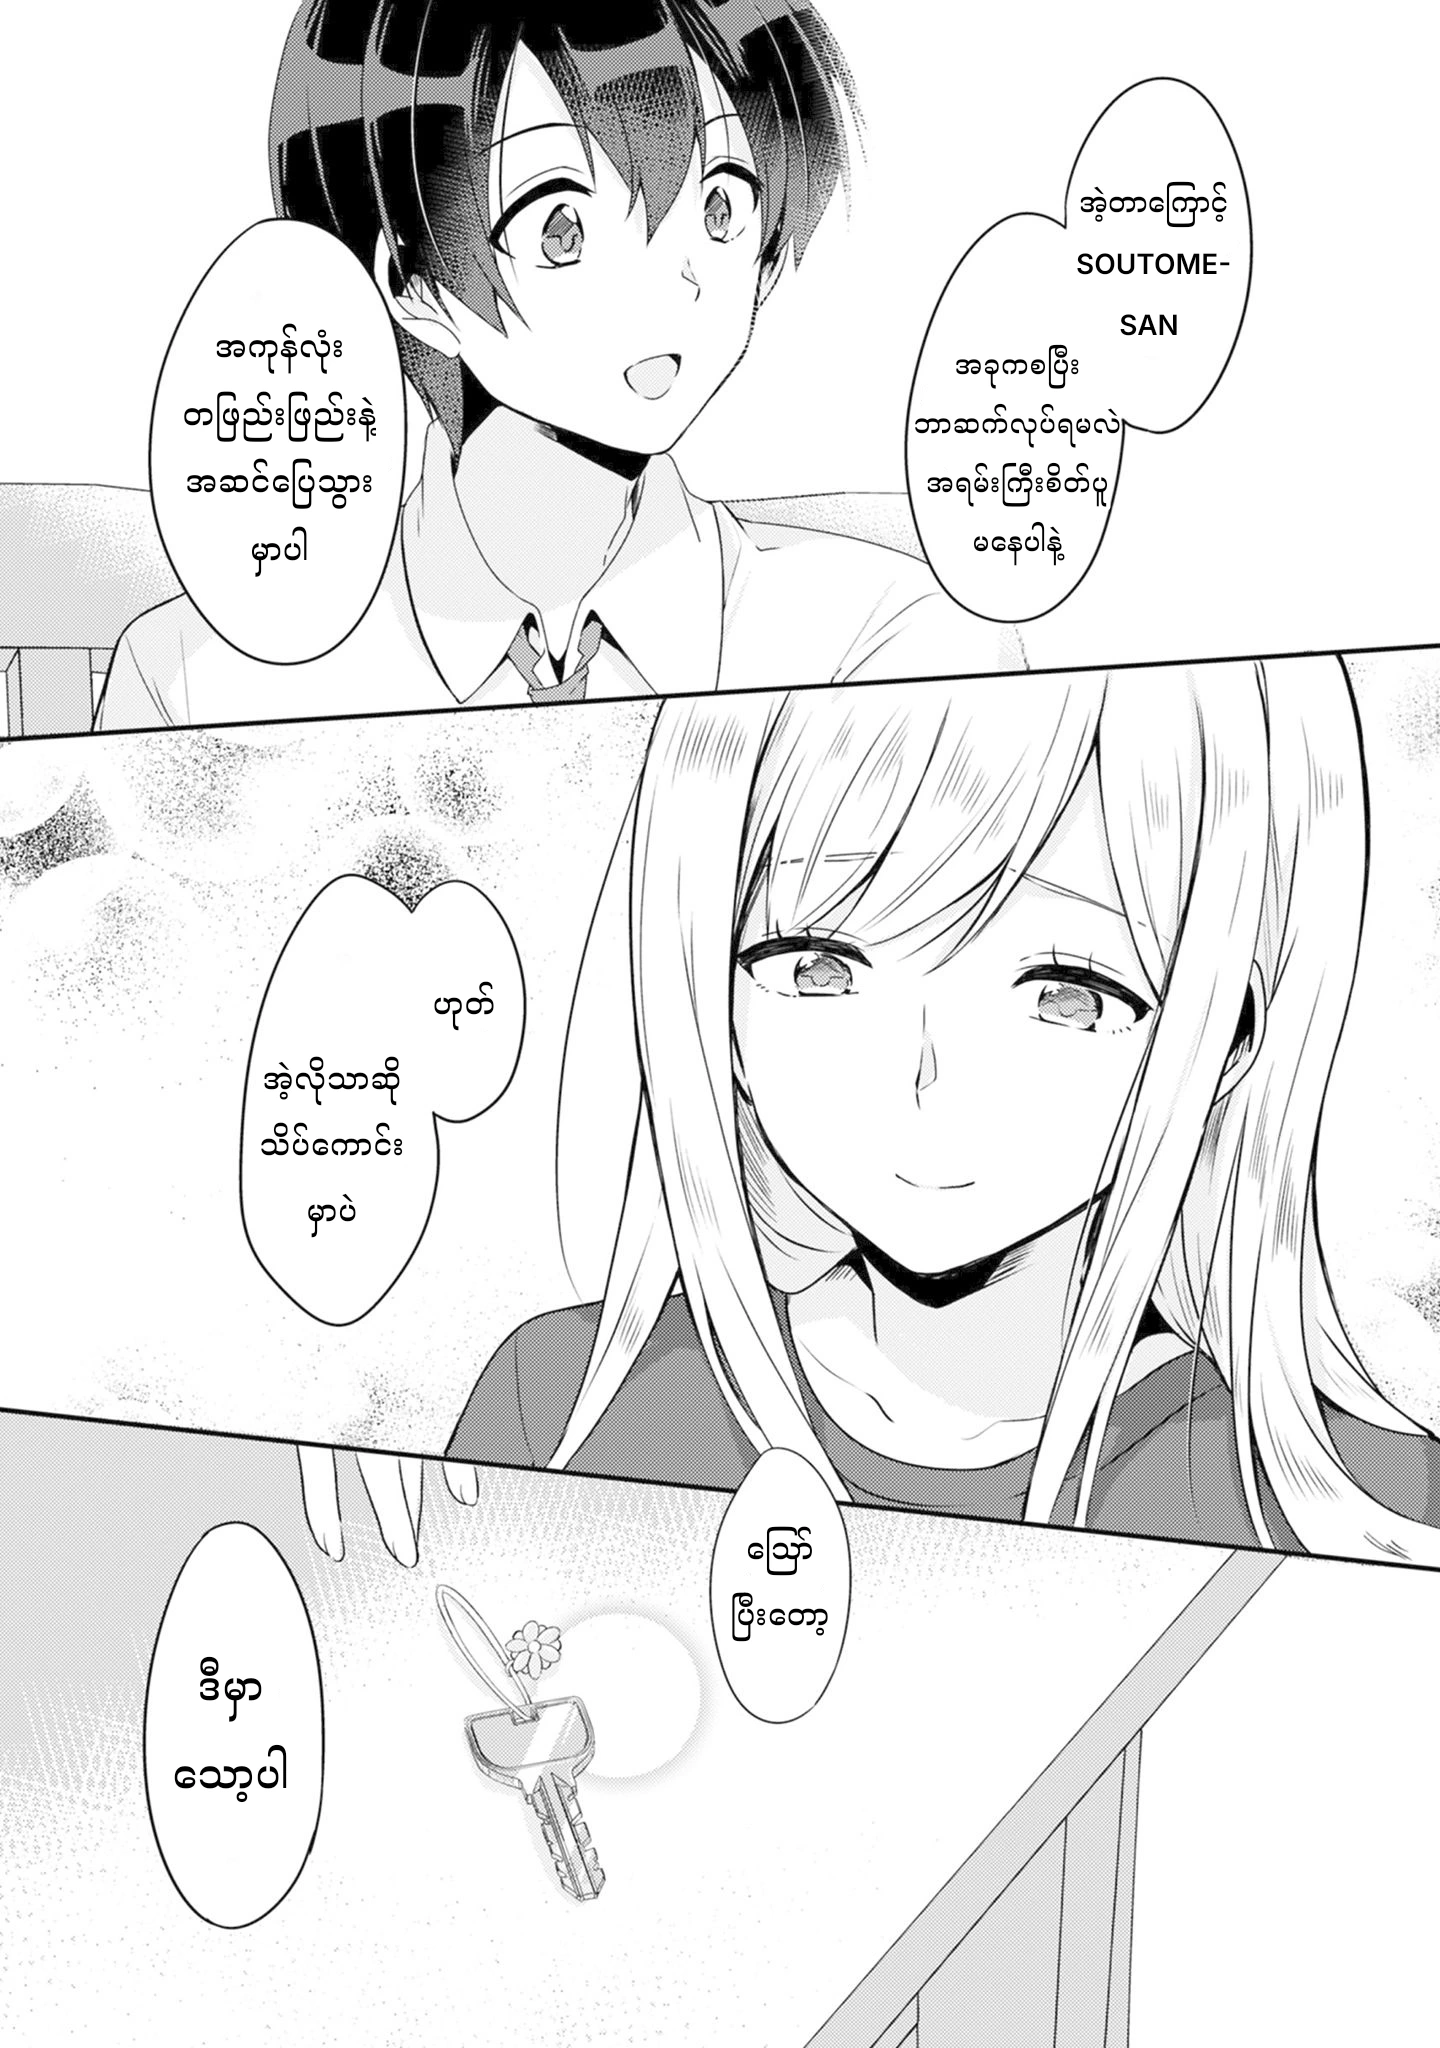 အဲ့တာကြောင့်
SOUTOME-
SAN
အခုကစပြီး
ဘာဆက်လုပ်ရမလဲ
အရမ်းကြီးစိတ်ပူ
မနေပါနဲ့
အကုန်လုံး
တဖြည်းဖြည်းနဲ့
အဆင်ပြေသွား
မှာပါ
ဟုတ်
အဲ့လိုသာဆို
သိပ်ကောင်း
မှာပဲ
သြော်
ပြီးတော့
ဒီမှာ
သော့ပါ